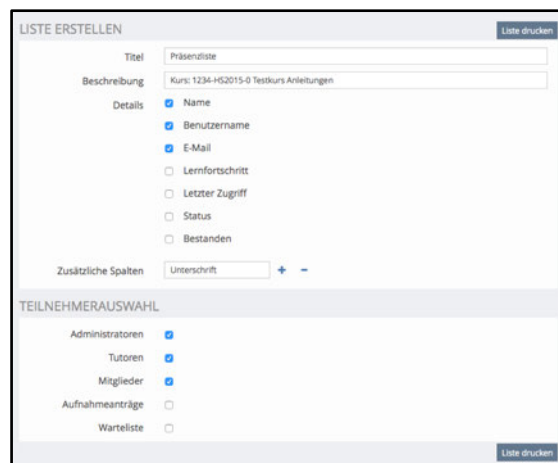 LISTE ERSTELLEN Liste drucken
Titel Präsenzliste
Beschreibung Kurs: 1234-HS2015-0 Testkurs Anleitungen
Details Name
Benutzername
E-Mail
Lernfortschritt
Letzter Zugriff
Status
Bestanden
Zusätzliche Spalten Unterschrift + −
TEILNEHMERAUSWAHL
Administratoren
Tutoren
Mitglieder
Aufnahmeanträge
Warteliste
Liste drucken